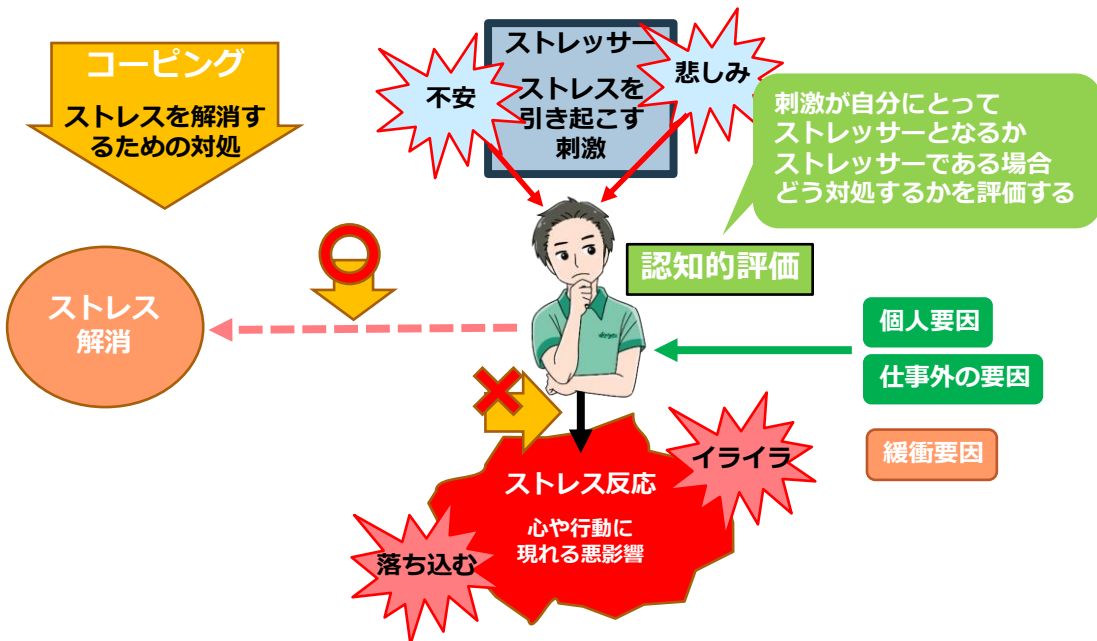 コーピング
ストレスを解消す
るための対処
ストレッサー
ストレスを
引き起こす
刺激
不安
悲しみ
刺激が自分にとって
ストレッサーとなるか
ストレッサーである場合
どう対処するかを評価する
認知的評価
ストレス
解消
個人要因
仕事外の要因
緩衝要因
イライラ
ストレス反応
心や行動に
現れる悪影響
落ち込む